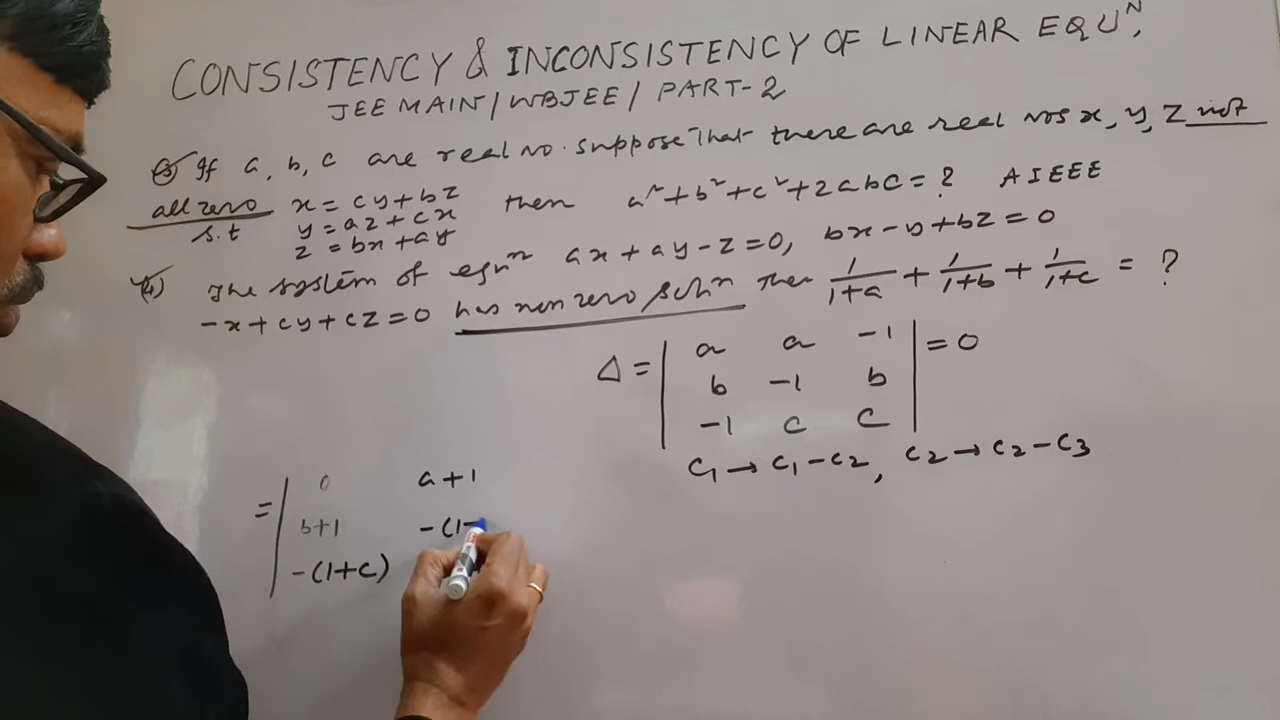 CONSISTENCY & INCONSISTENCY OF LINEAR EQUᴺ.
JEE MAIN / WBJEE / PART-2
③ If a, b, c are real no. suppose that there are real nos x, y, z not
all zero s.t x = cy + bz then a² + b² + c² + 2abc = ? AIEEE
y = az + cx
z = bx + ay
④ The system of eqnⁿ ax + ay - z = 0, bx - y + bz = 0
-x + cy + cz = 0 has non zero solⁿ then 1/1+a + 1/1+b + 1/1+c = ?
Δ = | a a -1 | = 0
| b -1 b |
| -1 c c |
C1 → C1 - C2, C2 → C2 - C3
= | 0 a+1
| b+1 -(1-
| -(1+c)